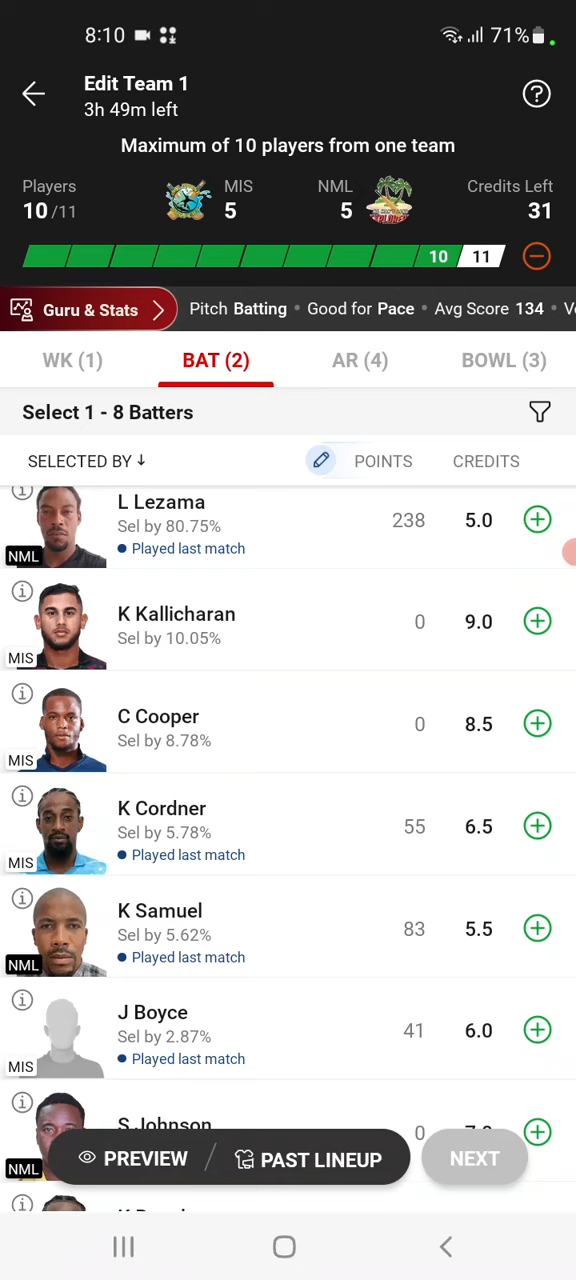 8:10 71%
Edit Team 1
3h 49m left
Maximum of 10 players from one team
Players MIS NML Credits Left
10/11 5 5 31
10 11
Guru & Stats Pitch Batting • Good for Pace • Avg Score 134 •
WK (1) BAT (2) AR (4) BOWL (3)
Select 1 - 8 Batters
SELECTED BY ↓ POINTS CREDITS
L Lezama
Sel by 80.75% 238 5.0
NML • Played last match
K Kallicharan
Sel by 10.05% 0 9.0
MIS
C Cooper
Sel by 8.78% 0 8.5
MIS
K Cordner
Sel by 5.78% 55 6.5
MIS • Played last match
K Samuel
Sel by 5.62% 83 5.5
NML • Played last match
J Boyce
Sel by 2.87% 41 6.0
MIS • Played last match
S Johnson
0
NML
PREVIEW / PAST LINEUP NEXT